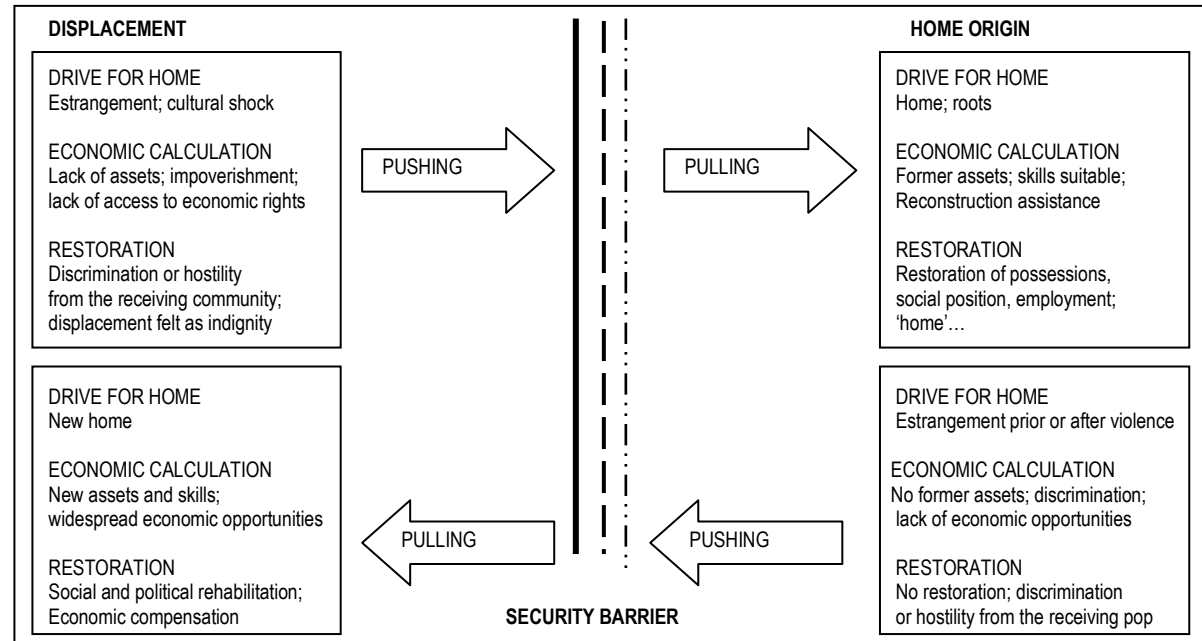 DISPLACEMENT
HOME ORIGIN
DRIVE FOR HOME
Estrangement; cultural shock
ECONOMIC CALCULATION
Lack of assets; impoverishment;
lack of access to economic rights
RESTORATION
Discrimination or hostility
from the receiving community;
displacement felt as indignity
PUSHING
PULLING
DRIVE FOR HOME
Home; roots
ECONOMIC CALCULATION
Former assets; skills suitable;
Reconstruction assistance
RESTORATION
Restoration of possessions,
social position, employment;
‘home’…
DRIVE FOR HOME
New home
ECONOMIC CALCULATION
New assets and skills;
widespread economic opportunities
RESTORATION
Social and political rehabilitation;
Economic compensation
PULLING
PUSHING
DRIVE FOR HOME
Estrangement prior or after violence
ECONOMIC CALCULATION
No former assets; discrimination;
lack of economic opportunities
RESTORATION
No restoration; discrimination
or hostility from the receiving pop
SECURITY BARRIER